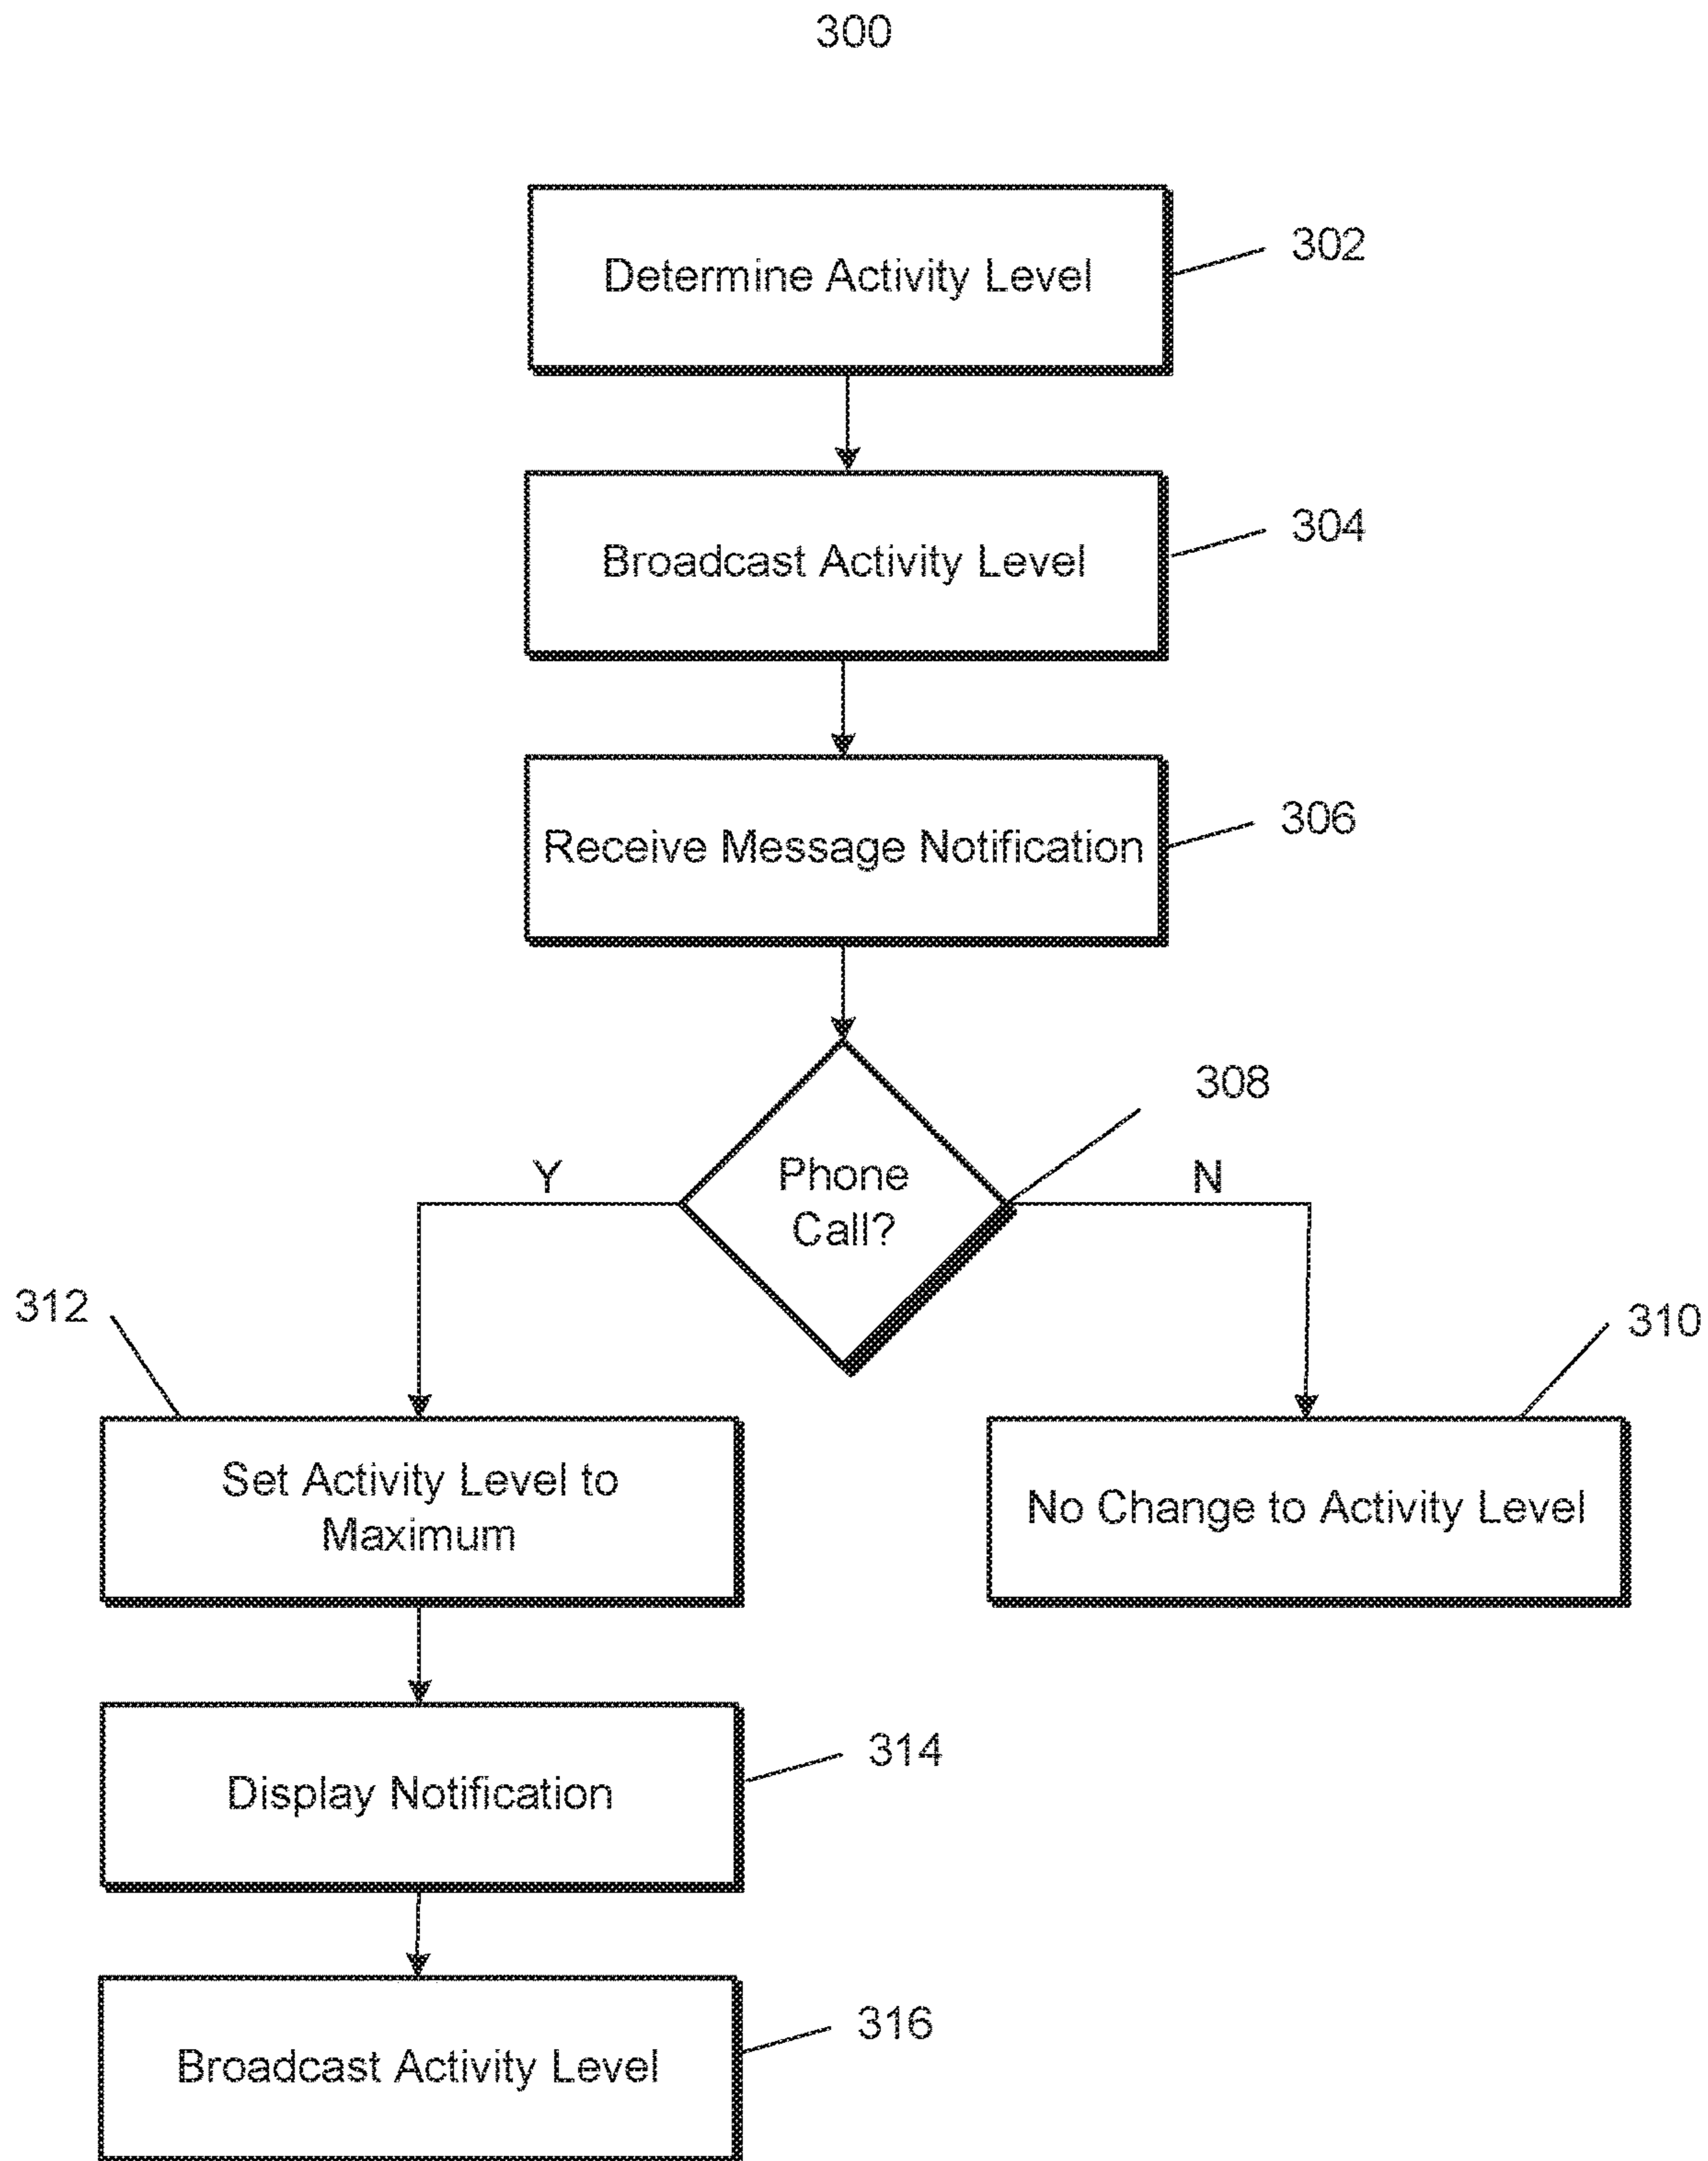 300
Determine Activity Level
302
Broadcast Activity Level
304
Receive Message Notification
306
Phone
Call?
308
Y
N
312
310
Set Activity Level to
Maximum
No Change to Activity Level
Display Notification
314
Broadcast Activity Level
316